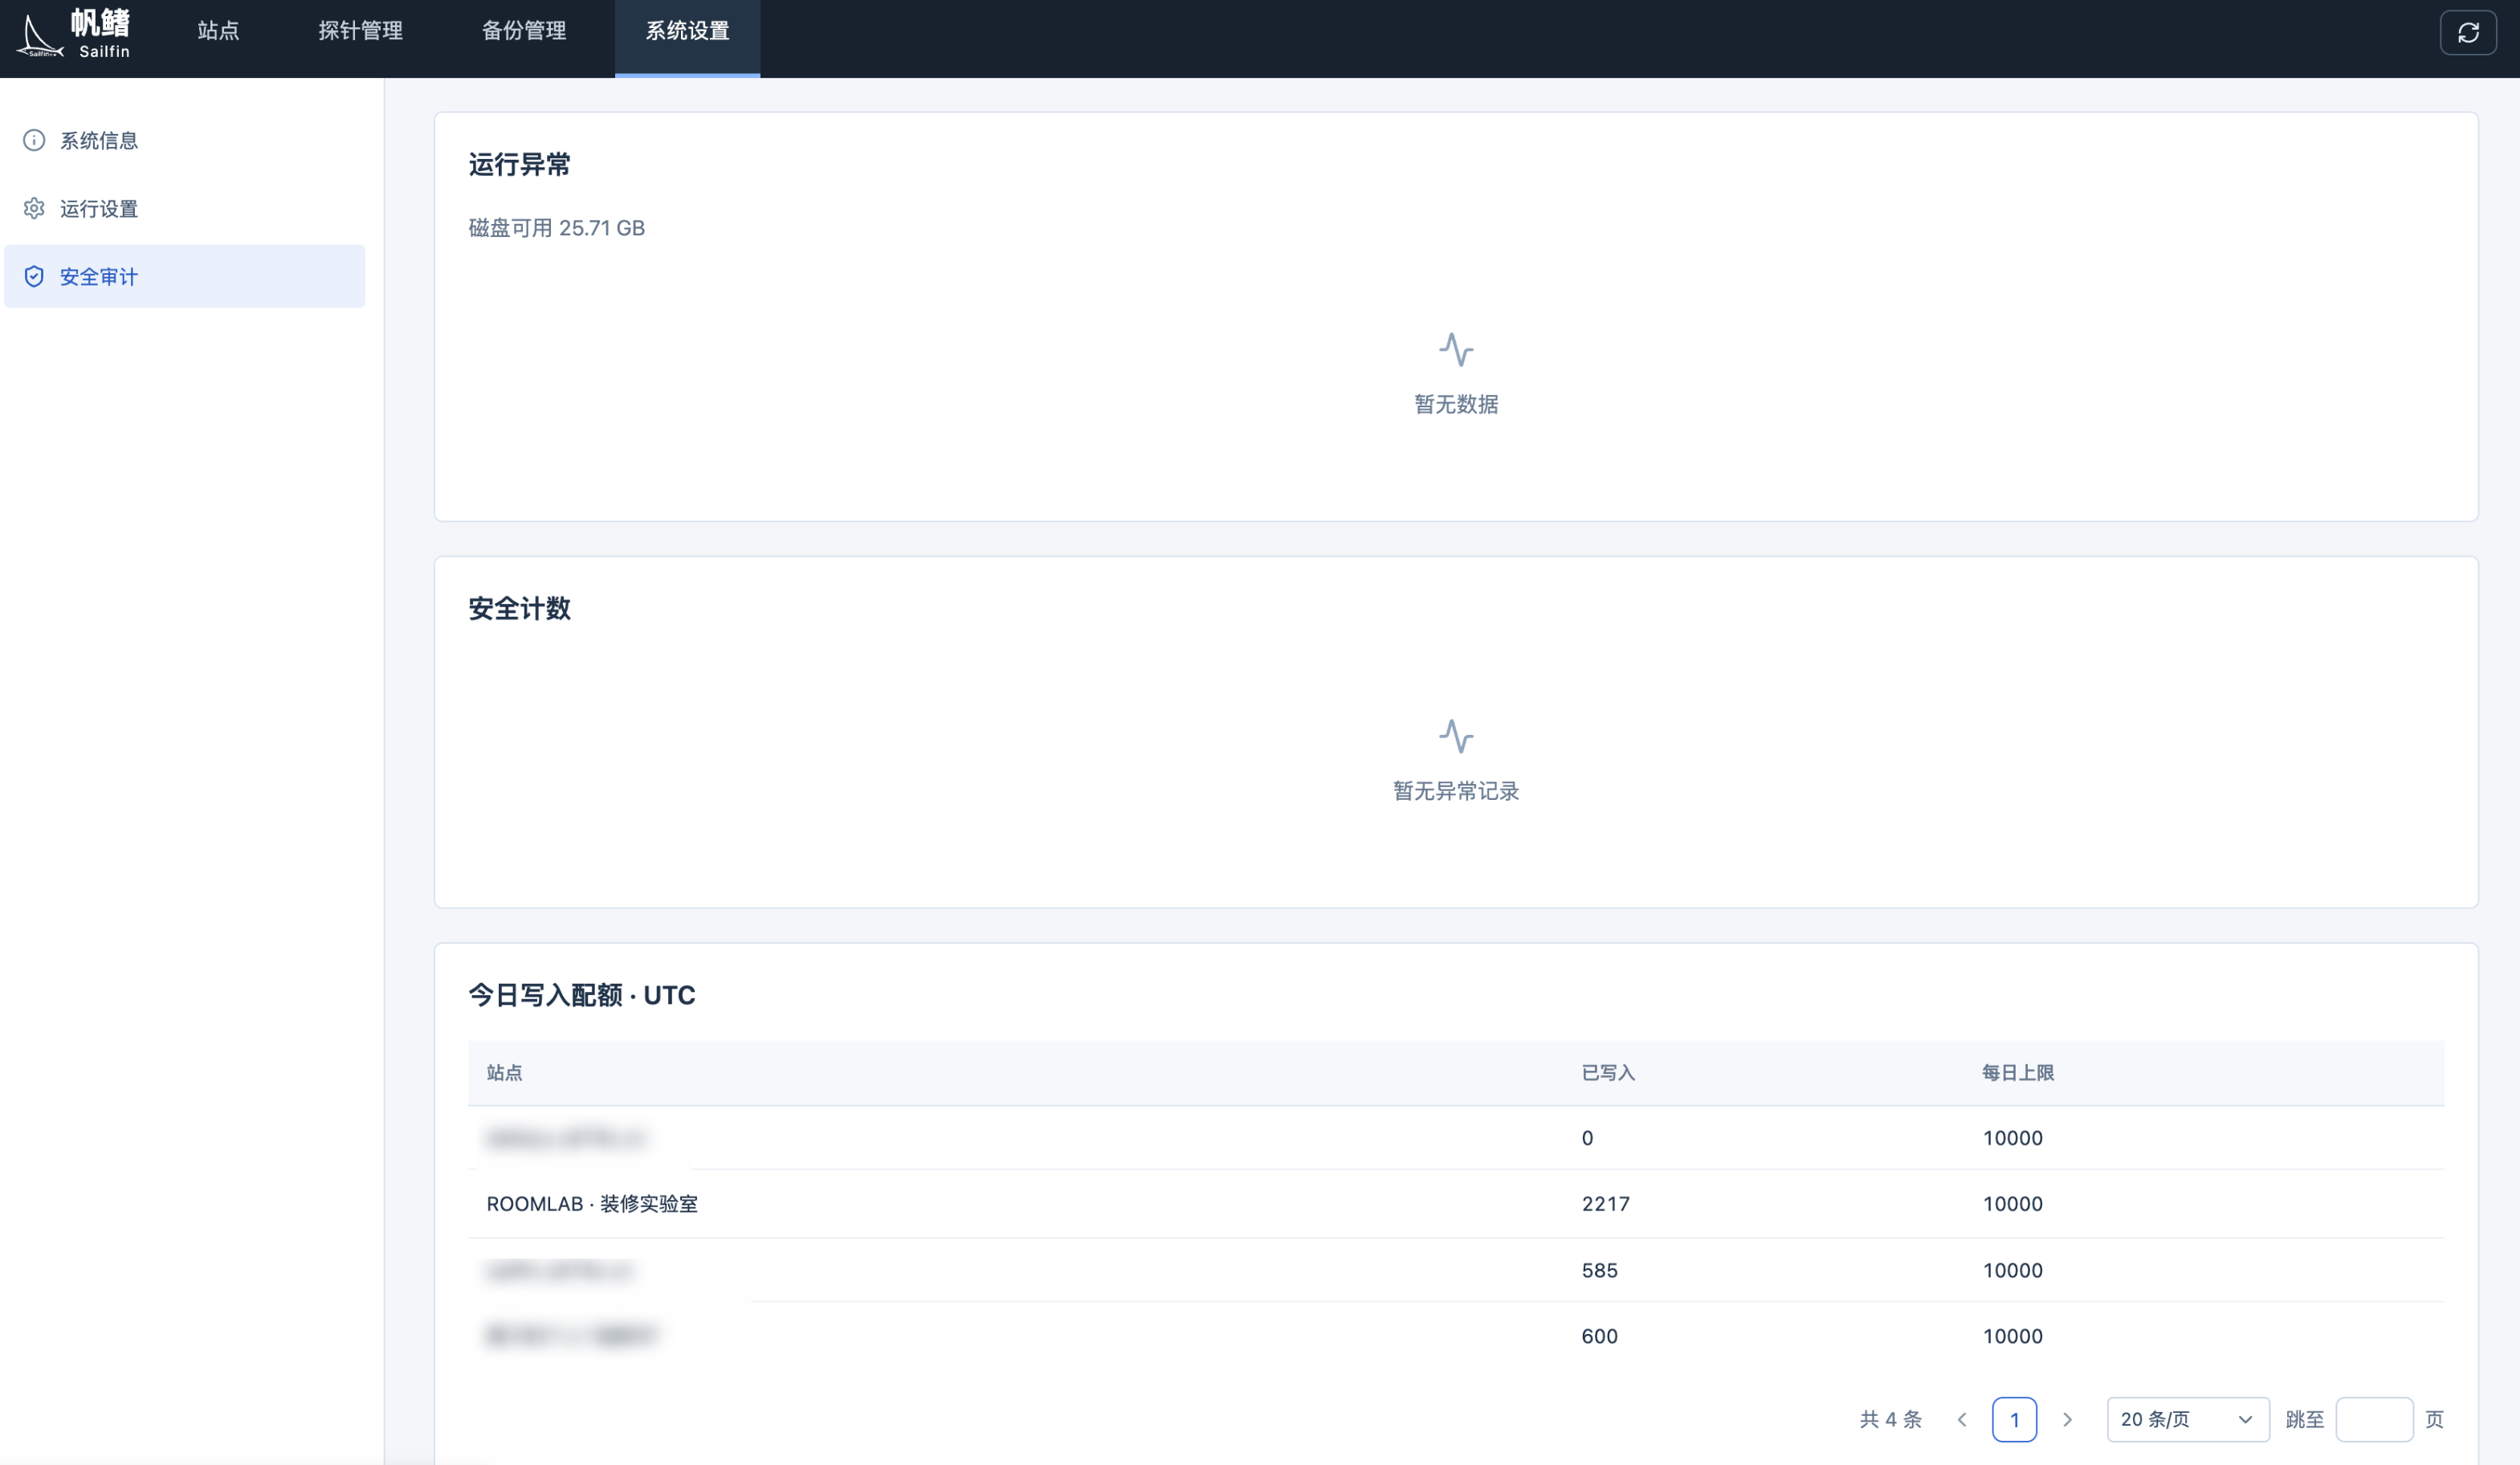 帆鳍
Sailfin
Sailfin
站点
探针管理
备份管理
系统设置
系统信息
运行设置
安全审计
运行异常
磁盘可用 25.71 GB
暂无数据
安全计数
暂无异常记录
今日写入配额 · UTC
站点 已写入 每日上限
0 10000
ROOMLAB · 装修实验室 2217 10000
585 10000
600 10000
共 4 条 1 20 条/页 跳至 页